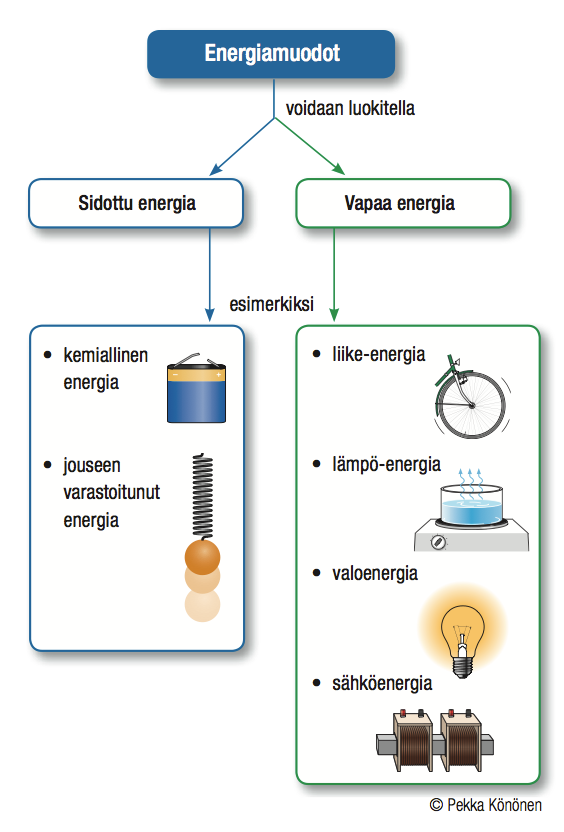 Energiamuodot
voidaan luokitella
Sidottu energia
Vapaa energia
esimerkiksi
• kemiallinen
energia
• jouseen
varastoitunut
energia
• liike-energia
• lämpö-energia
• valoenergia
• sähköenergia
© Pekka Könönen